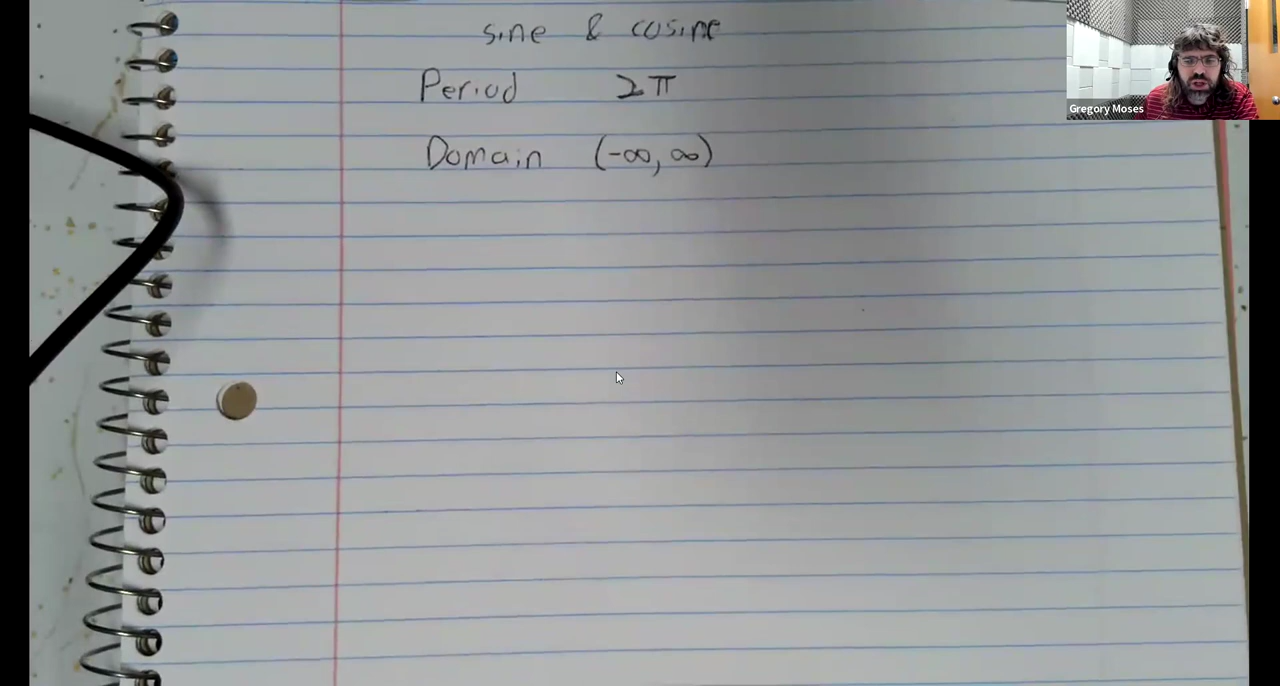 sine & cosine
Period 2π
Domain (-∞, ∞)
Gregory Moses